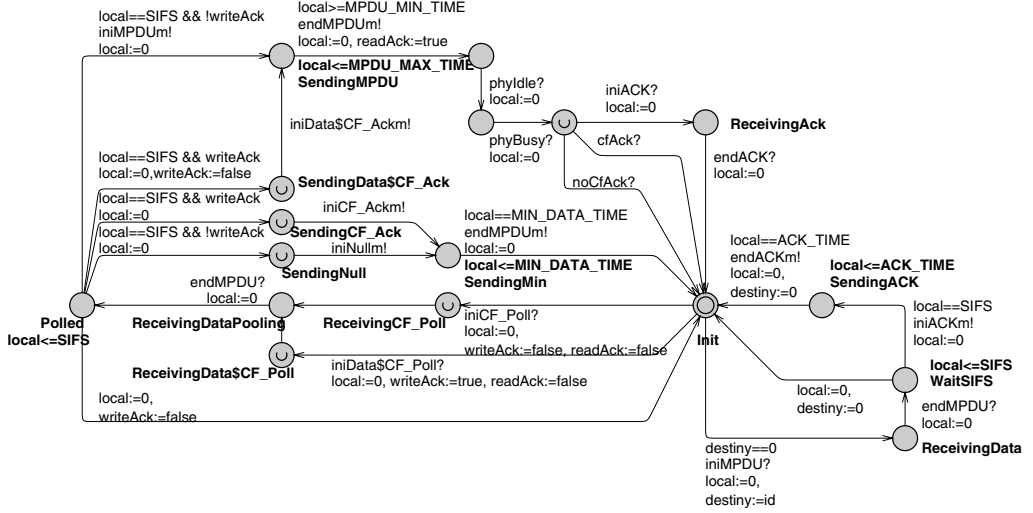 local==SIFS && !writeAck
iniMPDUm!
local:=0
local>=MPDU_MIN_TIME
endMPDUm!
local:=0, readAck:=true
local<=MPDU_MAX_TIME
SendingMPDU
phyIdle?
local:=0
iniACK?
local:=0
ReceivingAck
iniData$CF_Ackm!
phyBusy?
local:=0
cfAck?
endACK?
local:=0
local==SIFS && writeAck
local:=0,writeAck:=false
SendingData$CF_Ack
noCfAck?
local==SIFS && writeAck
local:=0
iniCF_Ackm!
SendingCF_Ack
local==SIFS && !writeAck
local:=0
iniNullm!
SendingNull
local==MIN_DATA_TIME
endMPDUm!
local:=0
local<=MIN_DATA_TIME
SendingMin
local==ACK_TIME
endACKm!
local:=0,
destiny:=0
local<=ACK_TIME
SendingACK
endMPDU?
local:=0
Polled
local<=SIFS
ReceivingDataPooling
ReceivingCF_Poll
iniCF_Poll?
local:=0,
writeAck:=false, readAck:=false
Init
local==SIFS
iniACKm!
local:=0
ReceivingData$CF_Poll
iniData$CF_Poll?
local:=0, writeAck:=true, readAck:=false
local<=SIFS
WaitSIFS
local:=0,
destiny:=0
local:=0,
writeAck:=false
endMPDU?
local:=0
ReceivingData
destiny==0
iniMPDU?
local:=0,
destiny:=id